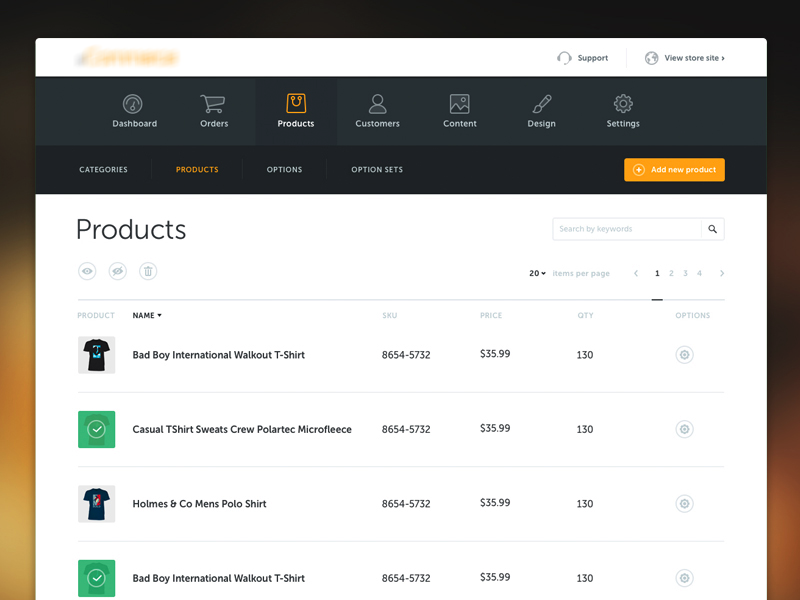 Support View store site ›
Dashboard Orders Products Customers Content Design Settings
CATEGORIES PRODUCTS OPTIONS OPTION SETS Add new product
Products
Search by keywords
20 items per page 1 2 3 4
PRODUCT NAME SKU PRICE QTY OPTIONS
Bad Boy International Walkout T-Shirt 8654-5732 $35.99 130
Casual TShirt Sweats Crew Polartec Microfleece 8654-5732 $35.99 130
Holmes & Co Mens Polo Shirt 8654-5732 $35.99 130
Bad Boy International Walkout T-Shirt 8654-5732 $35.99 130